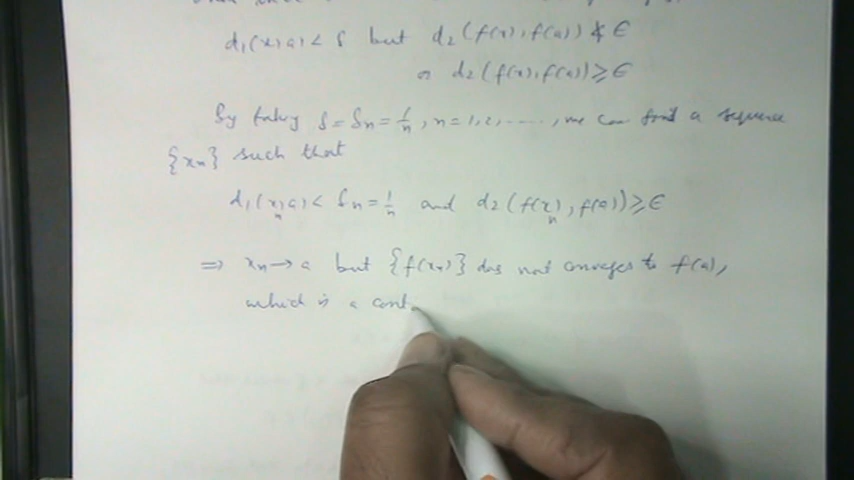 d₁(x,a) < δ but d₂(f(x), f(a)) ≮ ϵ
or d₂(f(x), f(a)) ≥ ϵ
By taking δ = δn = 1/n, n = 1, 2, ......, we can find a sequence
{xn} such that
d₁(xn, a) < δn = 1/n and d₂(f(xn), f(a)) ≥ ϵ
⇒ xn → a but {f(xn)} does not converges to f(a),
which is a cont